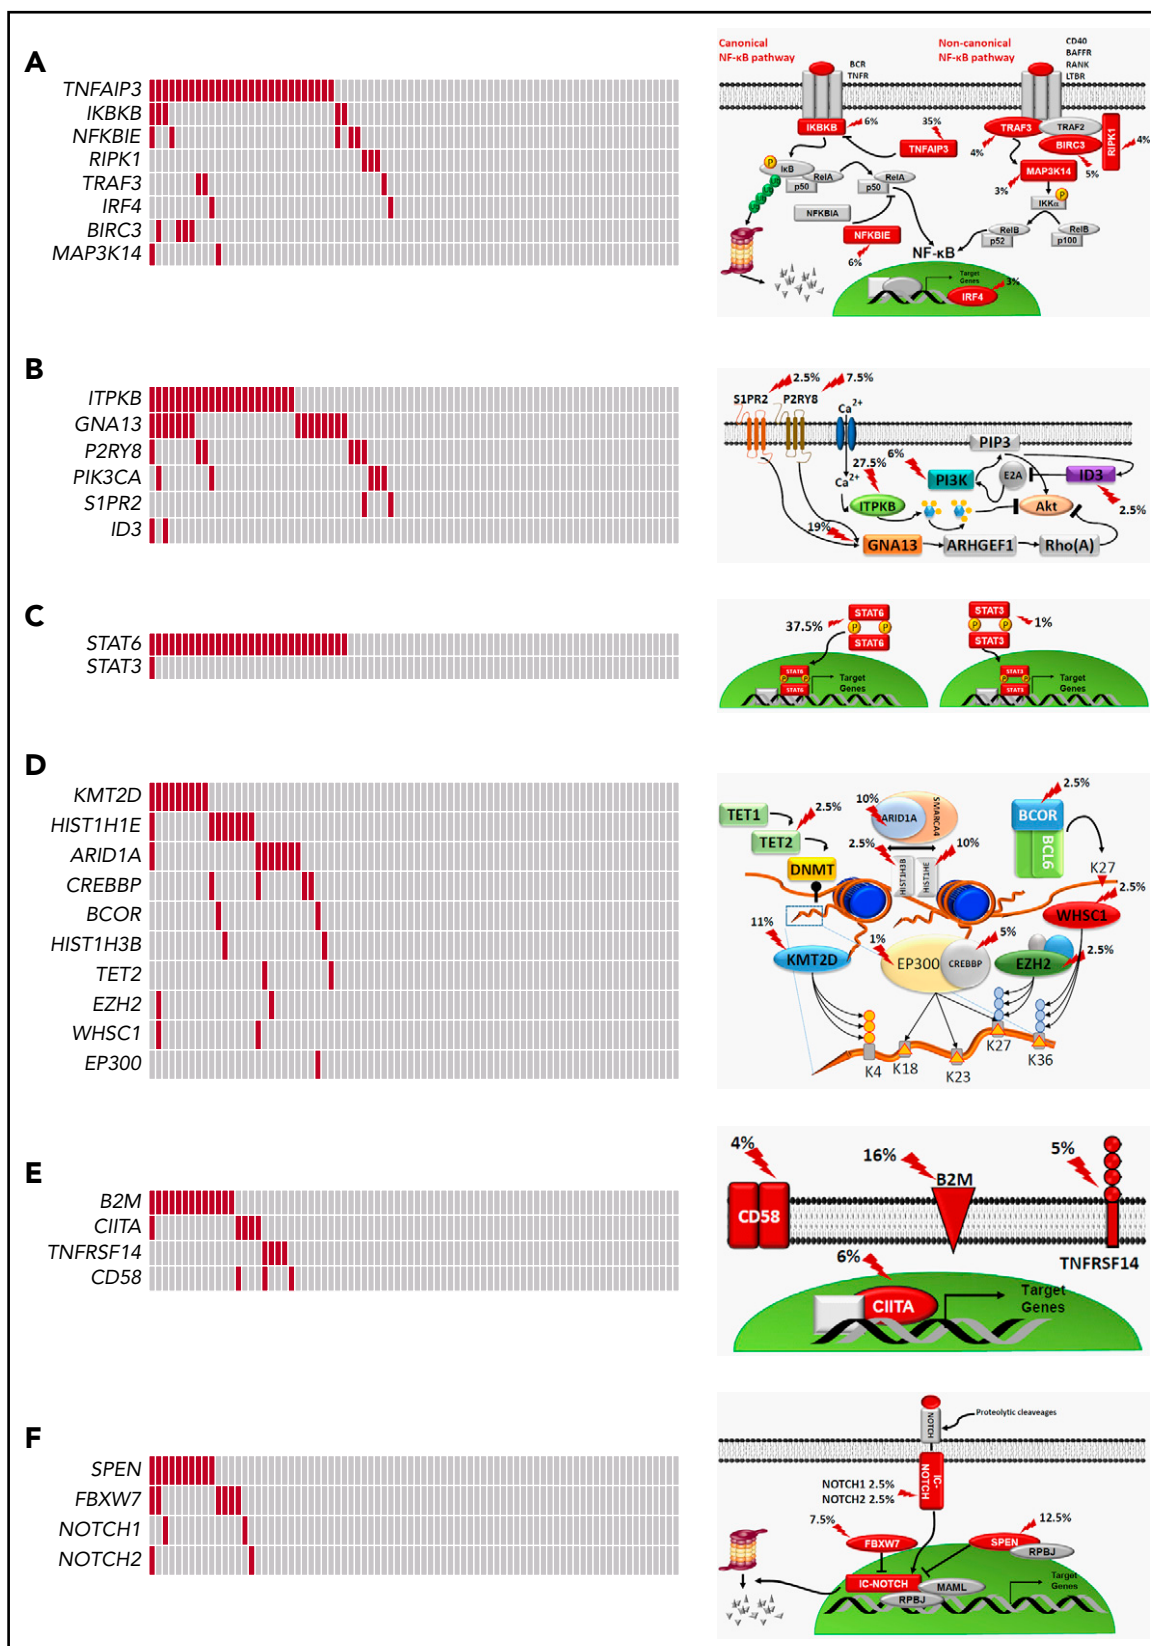 A
TNFAIP3
IKBKB
NFKBIE
RIPK1
TRAF3
IRF4
BIRC3
MAP3K14
Canonical
NF-κB pathway
BCR
TNFR
Non-canonical
NF-κB pathway
CD40
BAFFR
RANK
LTBR
IKBKB
6%
35%
TNFAIP3
TRAF3
TRAF2
BIRC3
RIPK1
4%
4%
5%
MAP3K14
3%
P
IκB
RelA
p50
RelA
p50
Ub
NFKBIA
NFKBIE
6%
IKKα
P
RelB
p52
RelB
p100
NF-κB
Target
Genes
3%
IRF4
B
ITPKB
GNA13
P2RY8
PIK3CA
S1PR2
ID3
2.5%
7.5%
S1PR2
P2RY8
Ca2+
PIP3
27.5%
6%
Ca2+
PI3K
E2A
ID3
ITPKB
Akt
2.5%
19%
GNA13
ARHGEF1
Rho(A)
C
STAT6
STAT3
37.5%
STAT6
P
P
STAT6
STAT6
P
P
STAT6
Target
Genes
STAT3
P
P
STAT3
1%
STAT3
P
P
STAT3
Target
Genes
D
KMT2D
HIST1H1E
ARID1A
CREBBP
BCOR
HIST1H3B
TET2
EZH2
WHSC1
EP300
TET1
TET2
2.5%
DNMT
10%
ARID1A
SMARCA4
2.5%
10%
HIST1H3B
HIST1HE
2.5%
BCOR
BCL6
K27
2.5%
WHSC1
11%
KMT2D
1%
EP300
5%
CREBBP
EZH2
2.5%
K4
K18
K23
K27
K36
E
B2M
CIITA
TNFRSF14
CD58
4%
CD58
16%
B2M
5%
TNFRSF14
6%
CIITA
Target
Genes
F
SPEN
FBXW7
NOTCH1
NOTCH2
NOTCH
Proteolytic cleavages
IC-
NOTCH
NOTCH1 2.5%
NOTCH2 2.5%
7.5%
FBXW7
12.5%
SPEN
RPBJ
IC-NOTCH
MAML
RPBJ
Target
Genes